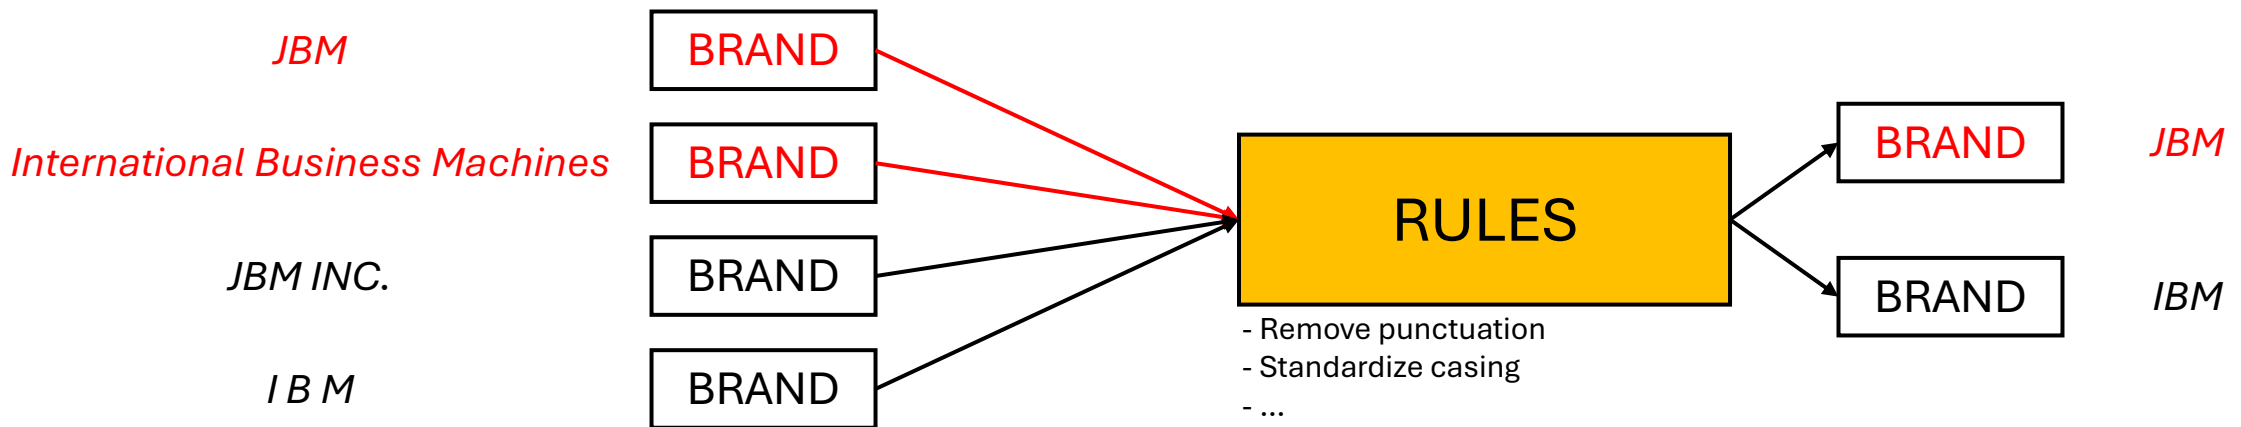 JBM
BRAND
International Business Machines
BRAND
JBM INC.
BRAND
I B M
BRAND
RULES
- Remove punctuation
- Standardize casing
- ...
BRAND
JBM
BRAND
IBM